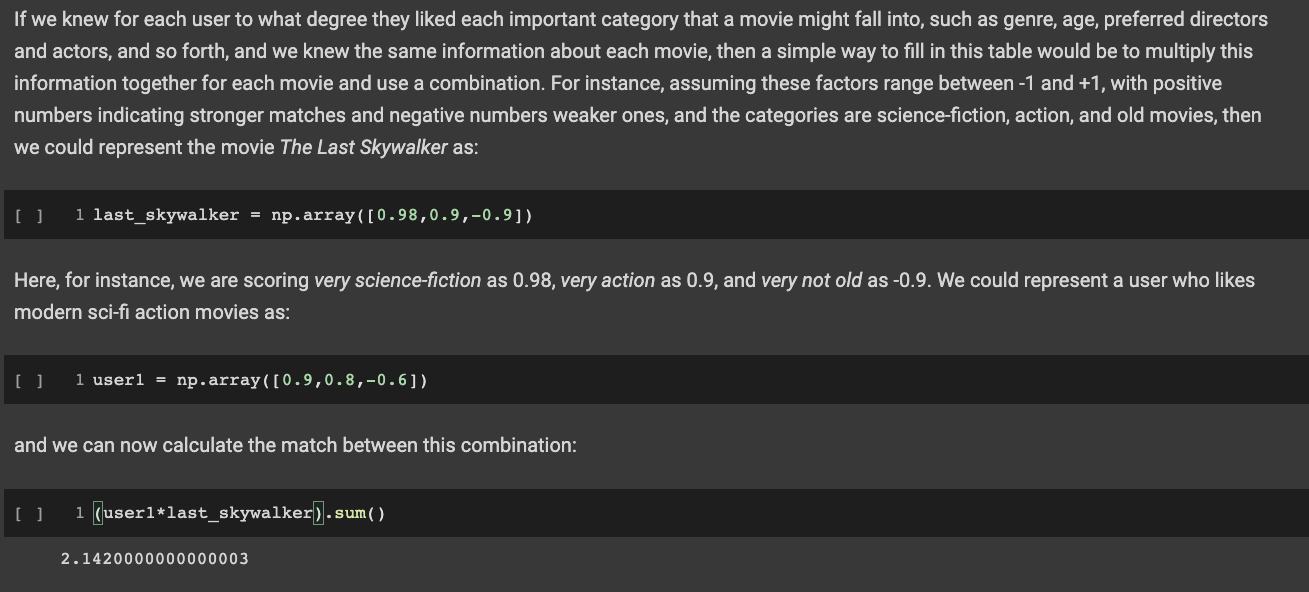 If we knew for each user to what degree they liked each important category that a movie might fall into, such as genre, age, preferred directors
and actors, and so forth, and we knew the same information about each movie, then a simple way to fill in this table would be to multiply this
information together for each movie and use a combination. For instance, assuming these factors range between -1 and +1, with positive
numbers indicating stronger matches and negative numbers weaker ones, and the categories are science-fiction, action, and old movies, then
we could represent the movie The Last Skywalker as:
[ ] 1 last_skywalker = np.array([0.98,0.9,-0.9])
Here, for instance, we are scoring very science-fiction as 0.98, very action as 0.9, and very not old as -0.9. We could represent a user who likes
modern sci-fi action movies as:
[ ] 1 user1 = np.array([0.9,0.8,-0.6])
and we can now calculate the match between this combination:
[ ] 1 (user1*last_skywalker).sum()
2.1420000000000003